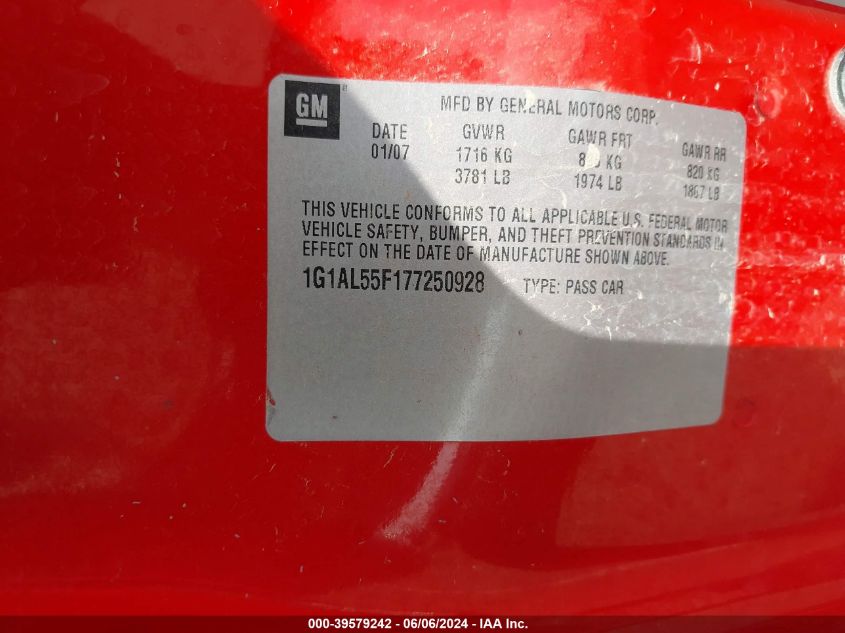 GM
MFD BY GENERAL MOTORS CORP.
DATE GVWR GAWR FRT GAWR RR
01/07 1716 KG KG 820 KG
3781 LB 1974 LB 1807 LB
THIS VEHICLE CONFORMS TO ALL APPLICABLE U.S. FEDERAL MOTOR
VEHICLE SAFETY, BUMPER, AND THEFT PREVENTION STANDARDS IN
EFFECT ON THE DATE OF MANUFACTURE SHOWN ABOVE.
1G1AL55F177250928 TYPE: PASS CAR
000-39579242 - 06/06/2024 - IAA Inc.